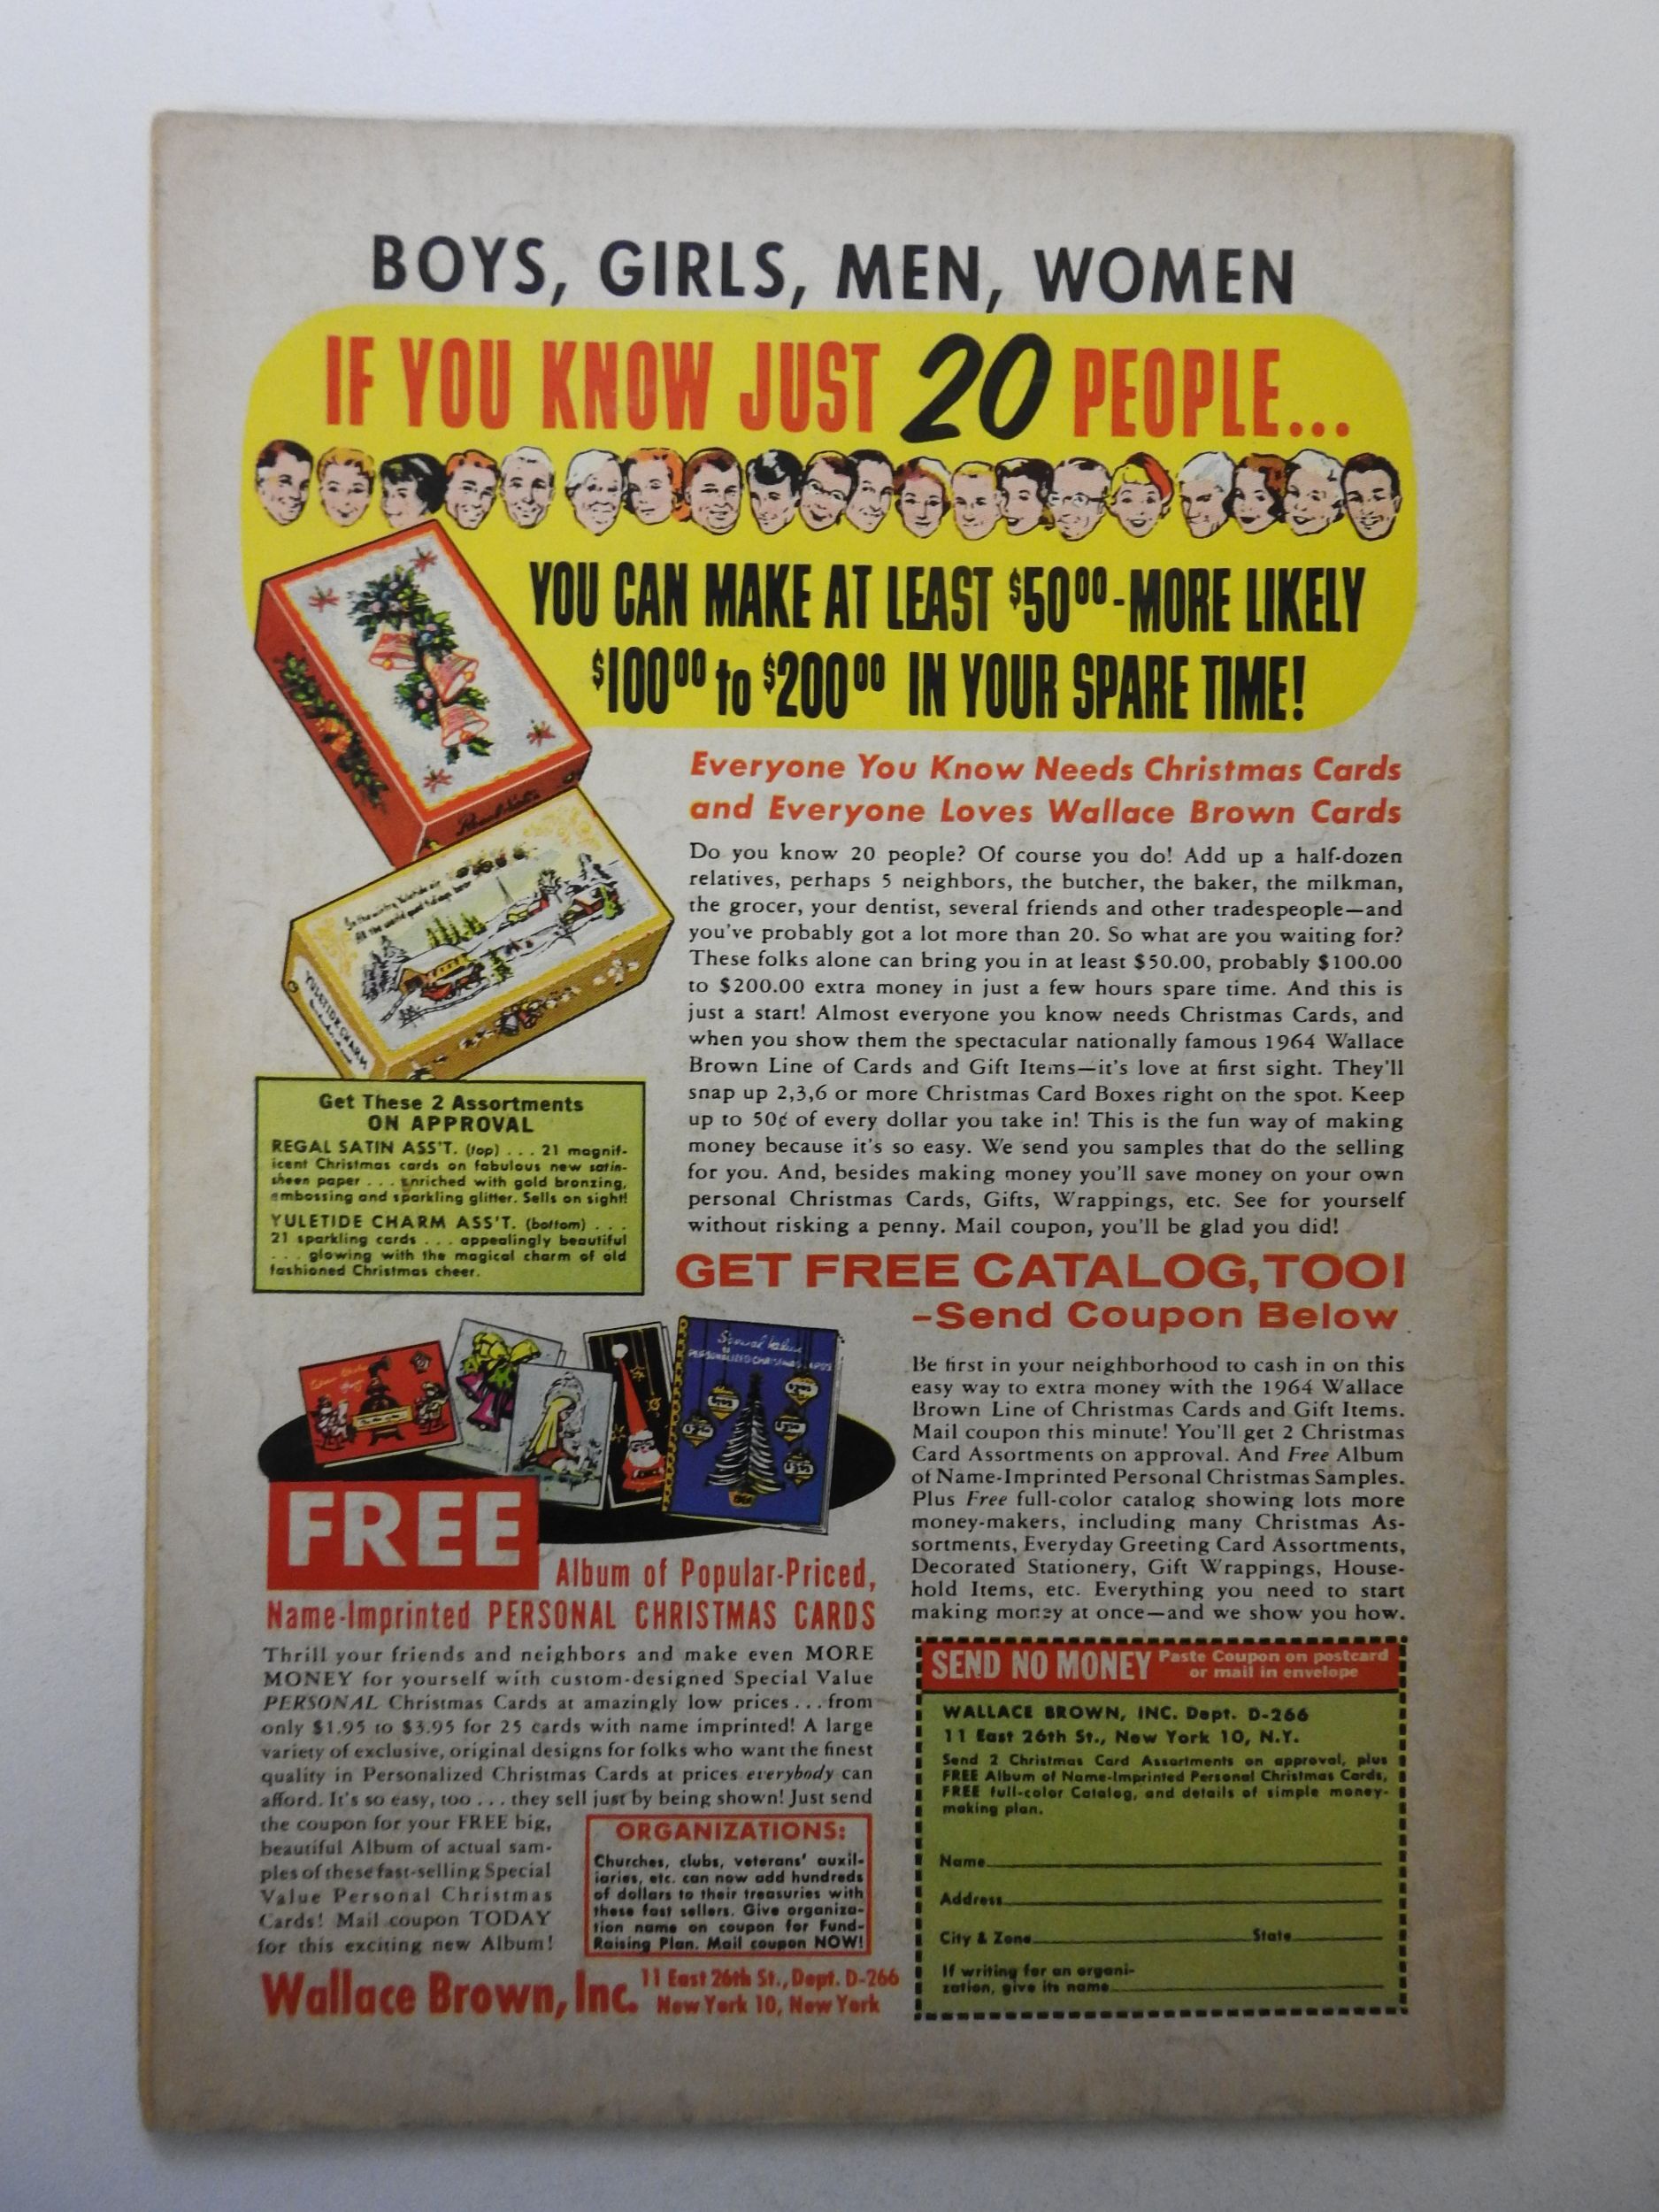 BOYS, GIRLS, MEN, WOMEN
IF YOU KNOW JUST 20 PEOPLE...
YOU CAN MAKE AT LEAST $5000-MORE LIKELY
$10000 to $20000 IN YOUR SPARE TIME!
Everyone You Know Needs Christmas Cards
and Everyone Loves Wallace Brown Cards
Do you know 20 people? Of course you do! Add up a half-dozen
relatives, perhaps 5 neighbors, the butcher, the baker, the milkman,
the grocer, your dentist, several friends and other tradespeople—and
you've probably got a lot more than 20. So what are you waiting for?
These folks alone can bring you in at least $50.00, probably $100.00
to $200.00 extra money in just a few hours spare time. And this is
just a start! Almost everyone you know needs Christmas Cards, and
when you show them the spectacular nationally famous 1964 Wallace
Brown Line of Cards and Gift Items—it's love at first sight. They'll
snap up 2,3,6 or more Christmas Card Boxes right on the spot. Keep
up to 50¢ of every dollar you take in! This is the fun way of making
money because it's so easy. We send you samples that do the selling
for you. And, besides making money you'll save money on your own
personal Christmas Cards, Gifts, Wrappings, etc. See for yourself
without risking a penny. Mail coupon, you'll be glad you did!
YULETIDE CHARM
Get These 2 Assortments
ON APPROVAL
REGAL SATIN ASS'T. (top) . . . 21 magnif-
icent Christmas cards on fabulous new satin-
sheen paper . . . enriched with gold bronzing,
embossing and sparkling glitter. Sells on sight!
YULETIDE CHARM ASS'T. (bottom) . . .
21 sparkling cards . . . appealingly beautiful
. . . glowing with the magical charm of old
fashioned Christmas cheer.
GET FREE CATALOG, TOO!
–Send Coupon Below
Be first in your neighborhood to cash in on this
easy way to extra money with the 1964 Wallace
Brown Line of Christmas Cards and Gift Items.
Mail coupon this minute! You'll get 2 Christmas
Card Assortments on approval. And Free Album
of Name-Imprinted Personal Christmas Samples.
Plus Free full-color catalog showing lots more
money-makers, including many Christmas As-
sortments, Everyday Greeting Card Assortments,
Decorated Stationery, Gift Wrappings, House-
hold Items, etc. Everything you need to start
making money at once—and we show you how.
Special Value
PERSONALIZED CHRISTMAS CARDS
FREE
Album of Popular-Priced,
Name-Imprinted PERSONAL CHRISTMAS CARDS
Thrill your friends and neighbors and make even MORE
MONEY for yourself with custom-designed Special Value
PERSONAL Christmas Cards at amazingly low prices . . . from
only $1.95 to $3.95 for 25 cards with name imprinted! A large
variety of exclusive, original designs for folks who want the finest
quality in Personalized Christmas Cards at prices everybody can
afford. It's so easy, too . . . they sell just by being shown! Just send
the coupon for your FREE big,
beautiful Album of actual sam-
ples of these fast-selling Special
Value Personal Christmas
Cards! Mail coupon TODAY
for this exciting new Album!
ORGANIZATIONS:
Churches, clubs, veterans' auxil-
iaries, etc. can now add hundreds
of dollars to their treasuries with
these fast sellers. Give organiza-
tion name on coupon for Fund-
Raising Plan. Mail coupon NOW!
Wallace Brown, Inc. 11 East 26th St., Dept. D-266
New York 10, New York
SEND NO MONEY Paste Coupon on postcard
or mail in envelope
WALLACE BROWN, INC. Dept. D-266
11 East 26th St., New York 10, N.Y.
Send 2 Christmas Card Assortments on approval, plus
FREE Album of Name-Imprinted Personal Christmas Cards,
FREE full-color Catalog, and details of simple money-
making plan.
Name
Address
City & Zone State
If writing for an organi-
zation, give its name